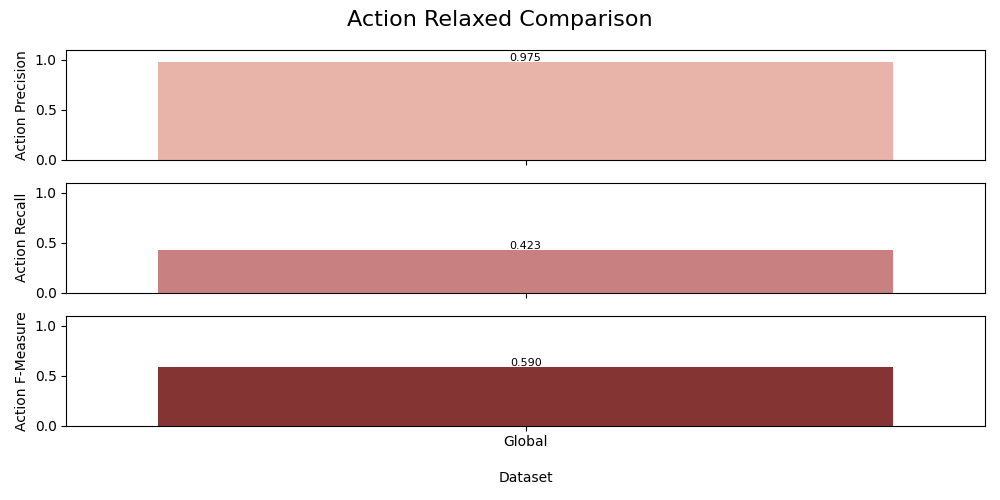 Action Relaxed Comparison
Action Precision
1.0
0.5
0.0
0.975
Action Recall
1.0
0.5
0.0
0.423
Action F-Measure
1.0
0.5
0.0
0.590
Global
Dataset